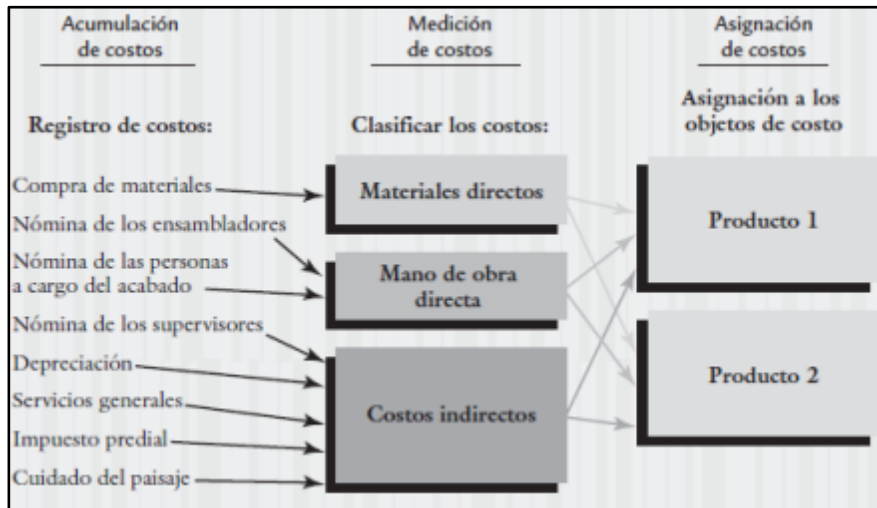 Acumulación
de costos
Medición
de costos
Asignación
de costos
Registro de costos:
Clasificar los costos:
Asignación a los
objetos de costo
Compra de materiales
Nómina de los ensambladores
Nómina de las personas
a cargo del acabado
Nómina de los supervisores
Depreciación
Servicios generales
Impuesto predial
Cuidado del paisaje
Materiales directos
Mano de obra
directa
Costos indirectos
Producto 1
Producto 2